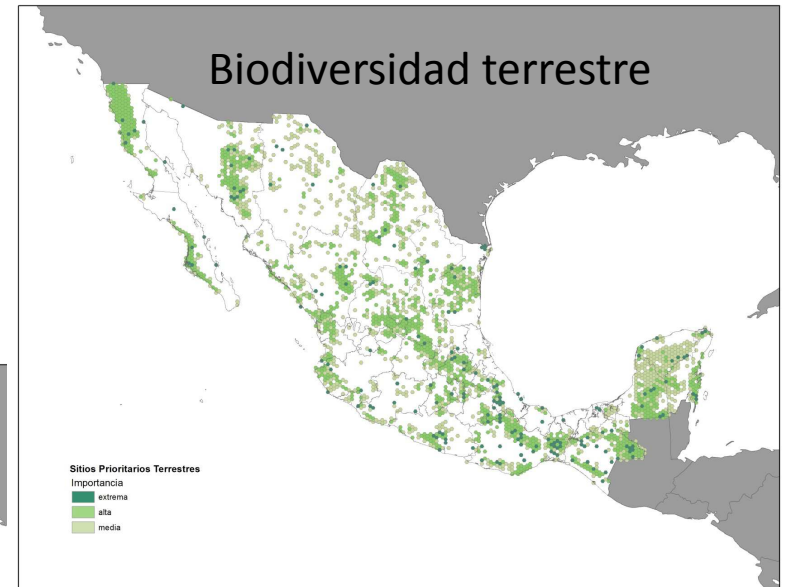 Biodiversidad terrestre
Sitios Prioritarios Terrestres
Importancia
extrema
alta
media